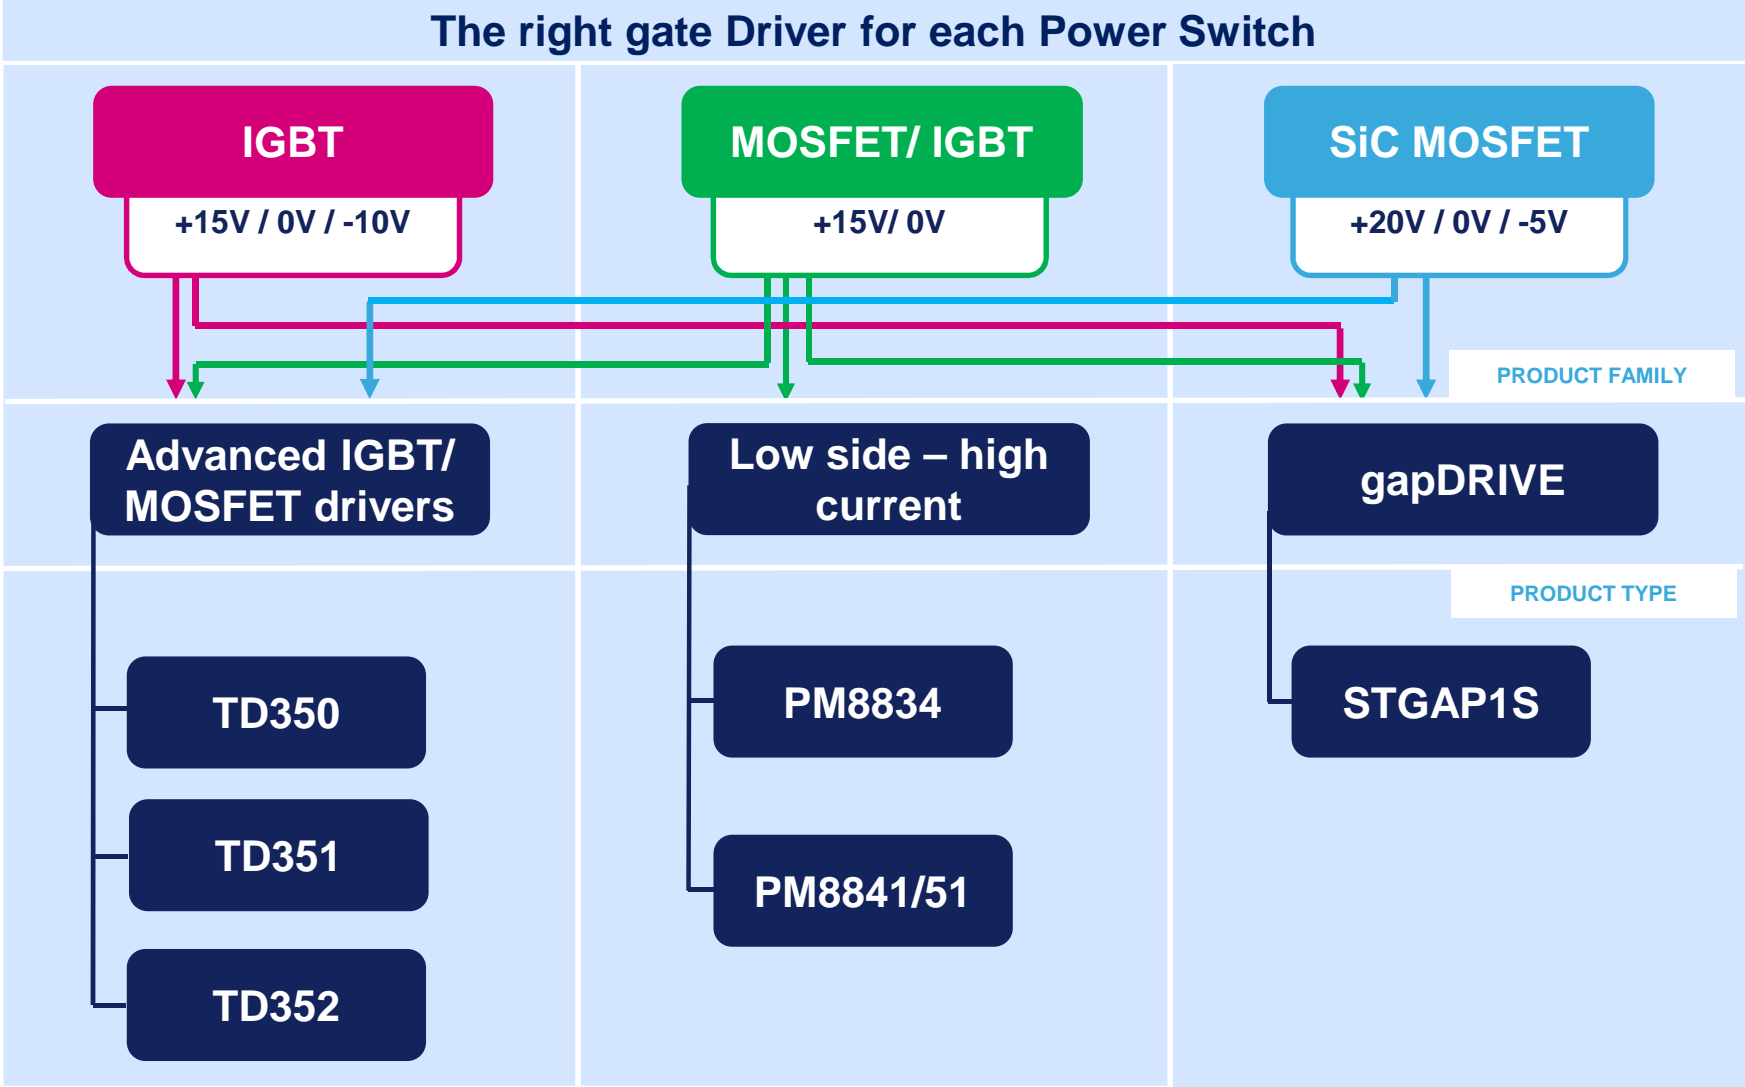 The right gate Driver for each Power Switch
IGBT
MOSFET/ IGBT
SiC MOSFET
+15V / 0V / -10V
+15V/ 0V
+20V / 0V / -5V
PRODUCT FAMILY
Advanced IGBT/
MOSFET drivers
Low side – high
current
gapDRIVE
PRODUCT TYPE
TD350
PM8834
STGAP1S
TD351
PM8841/51
TD352